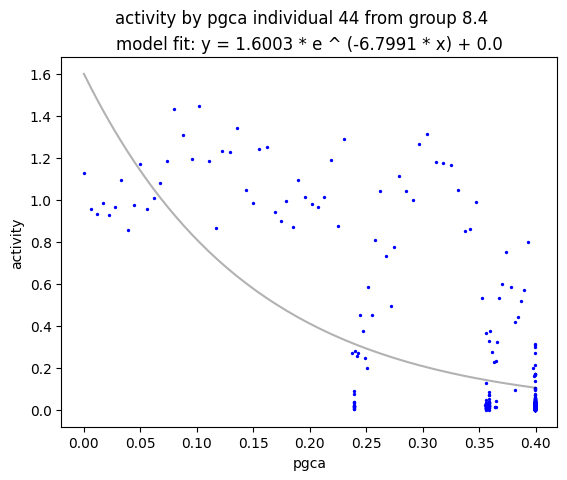 activity by pgca individual 44 from group 8.4
model fit: y = 1.6003 * e ^ (-6.7991 * x) + 0.0
1.6
1.4
1.2
1.0
0.8
0.6
0.4
0.2
0.0
activity
0.00 0.05 0.10 0.15 0.20 0.25 0.30 0.35 0.40
pgca